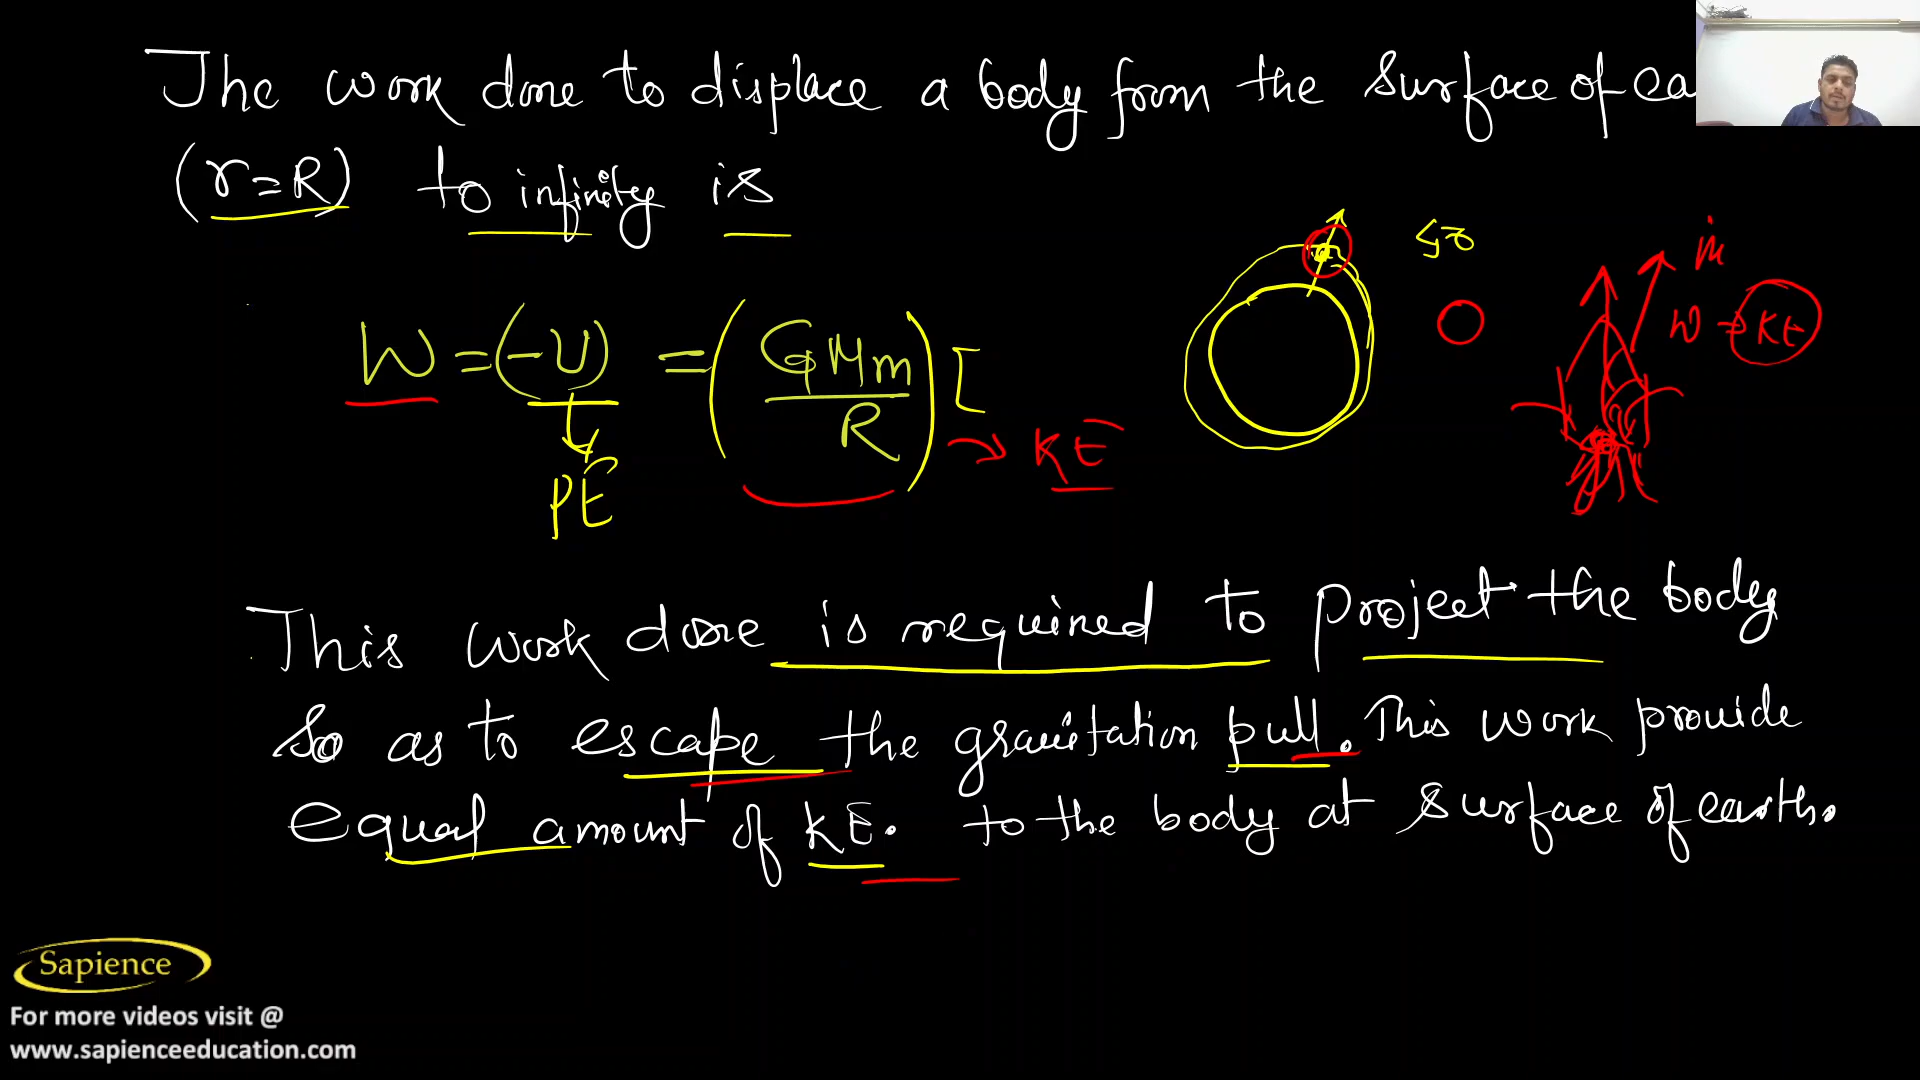 The work done to displace a body from the surface of ea
(r=R) to infinity is
W = (-U) = (GMm/R) [
→ KE
PE
ṁ
W → KE
This work done is required to project the body
So as to escape the gravitation pull. This work provide
equal amount of KE. to the body at surface of earth.
Sapience
For more videos visit @
www.sapienceeducation.com